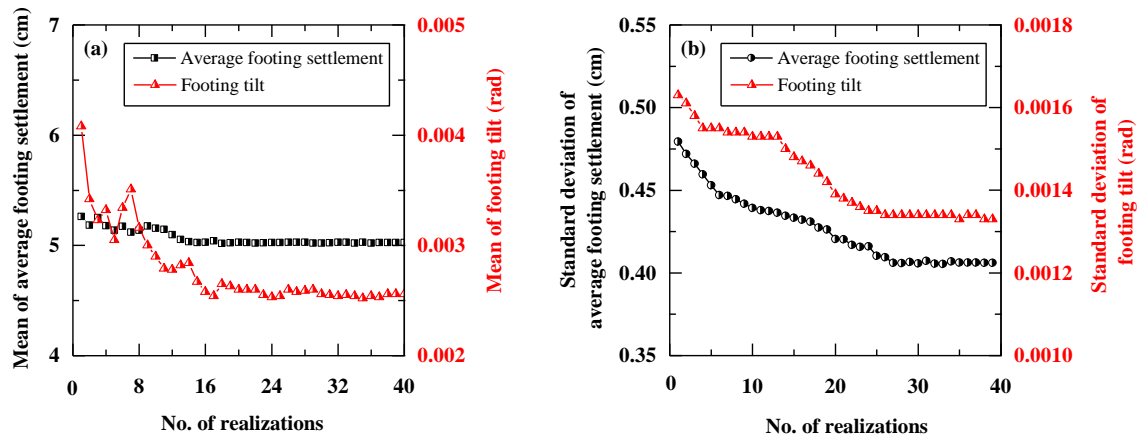 (a)
Average footing settlement
Footing tilt
Mean of average footing settlement (cm)
7
6
5
4
Mean of footing tilt (rad)
0.005
0.004
0.003
0.002
0 8 16 24 32 40
No. of realizations
(b)
Average footing settlement
Footing tilt
Standard deviation of
average footing settlement (cm)
0.55
0.50
0.45
0.40
0.35
Standard deviation of
footing tilt (rad)
0.0018
0.0016
0.0014
0.0012
0.0010
0 10 20 30 40
No. of realizations